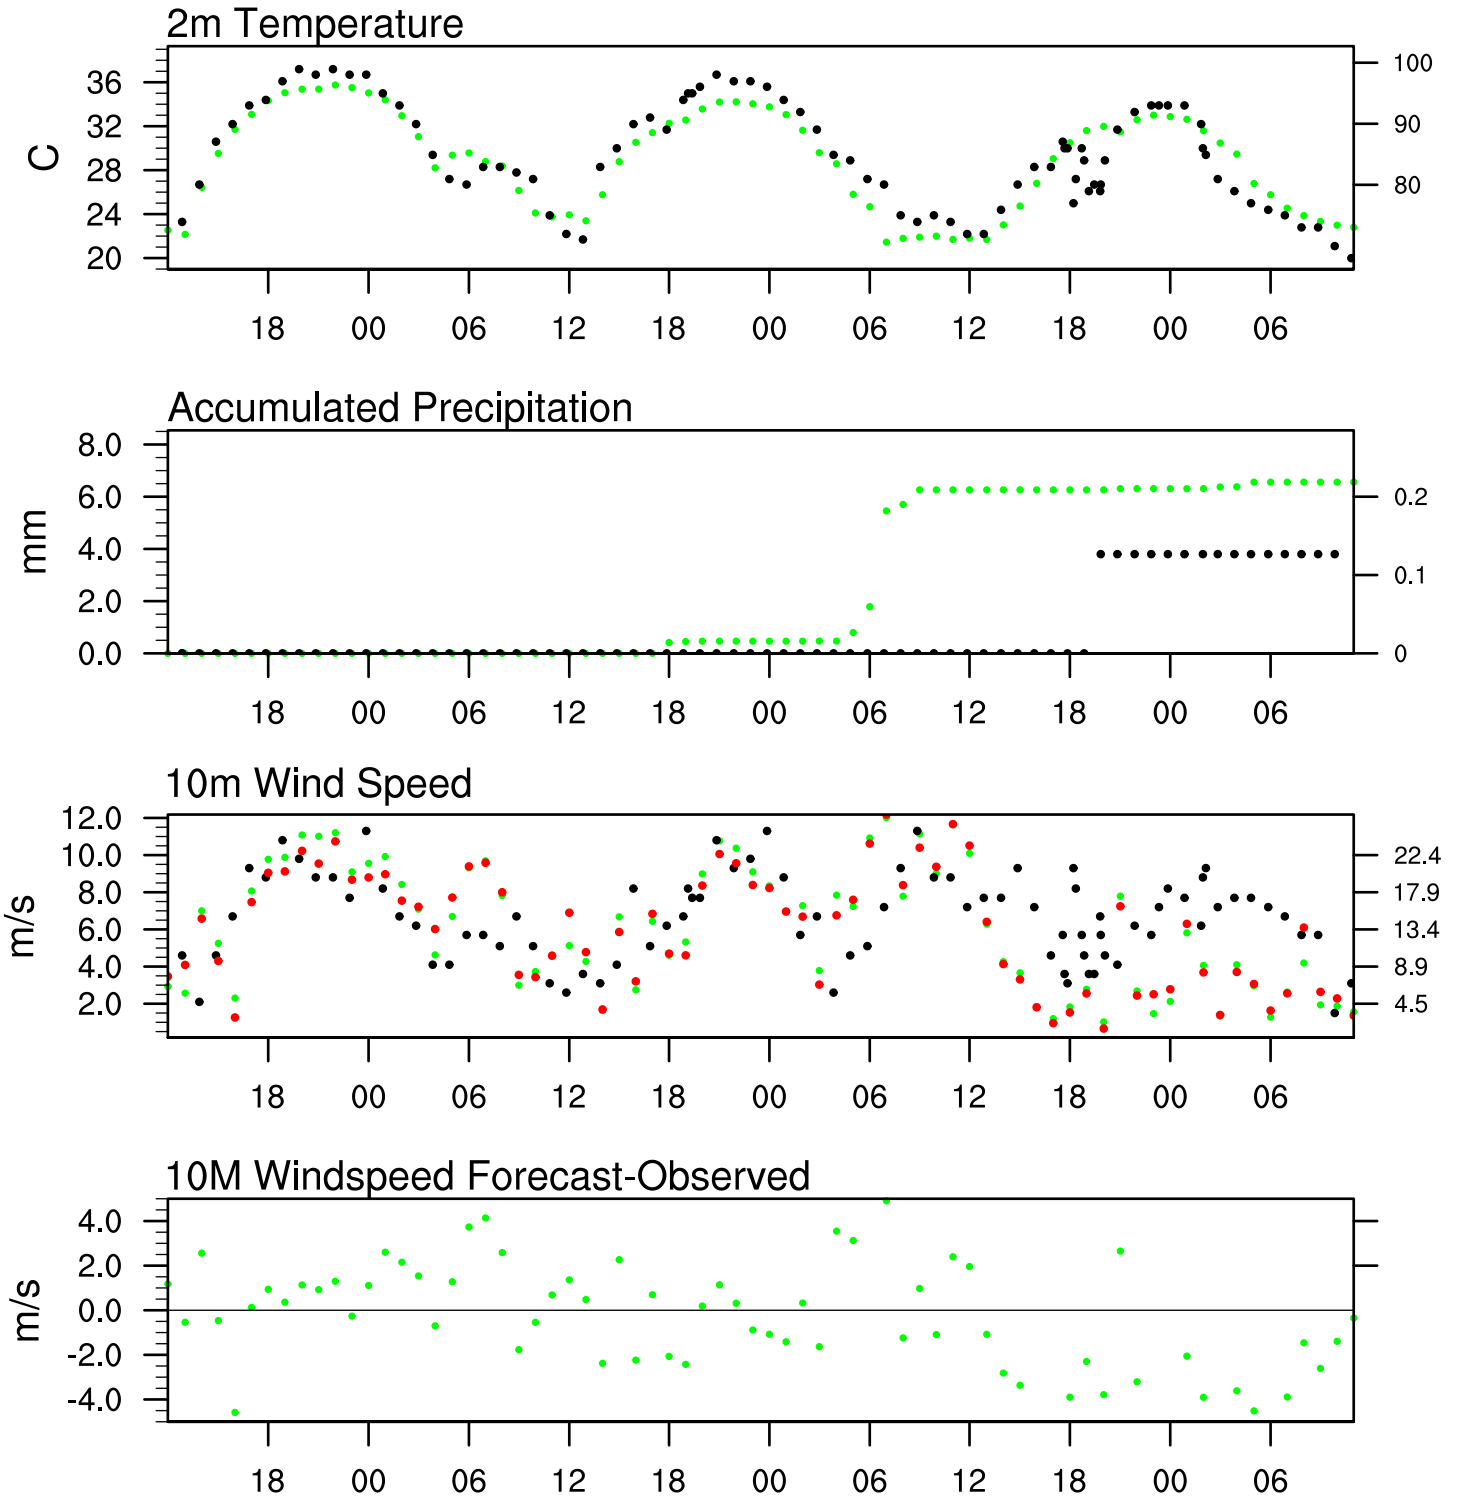 2m Temperature
36
32
28
24
20
C
100
90
80
18 00 06 12 18 00 06 12 18 00 06
Accumulated Precipitation
8.0
6.0
4.0
2.0
0.0
mm
0.2
0.1
0
18 00 06 12 18 00 06 12 18 00 06
10m Wind Speed
12.0
10.0
8.0
6.0
4.0
2.0
m/s
22.4
17.9
13.4
8.9
4.5
18 00 06 12 18 00 06 12 18 00 06
10M Windspeed Forecast-Observed
4.0
2.0
0.0
-2.0
-4.0
m/s
18 00 06 12 18 00 06 12 18 00 06